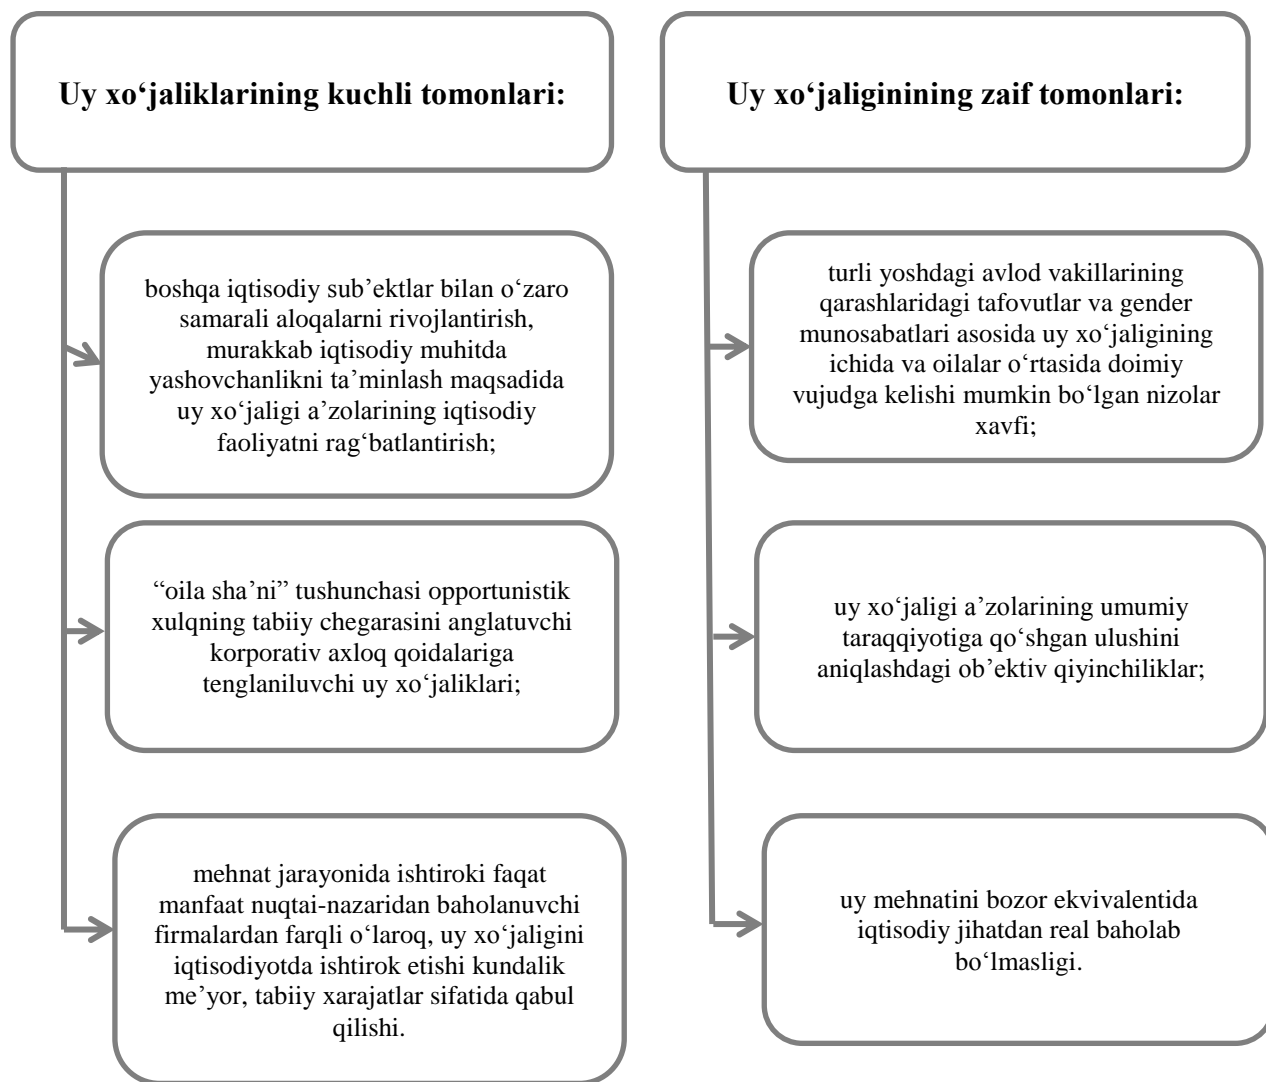 Uy xo‘jaliklarining kuchli tomonlari:
boshqa iqtisodiy sub’ektlar bilan o‘zaro
samarali aloqalarni rivojlantirish,
murakkab iqtisodiy muhitda
yashovchanlikni ta’minlash maqsadida
uy xo‘jaligi a’zolarining iqtisodiy
faoliyatni rag‘batlantirish;
“oila sha’ni” tushunchasi opportunistik
xulqning tabiiy chegarasini anglatuvchi
korporativ axloq qoidalariga
tenglaniluvchi uy xo‘jaliklari;
mehnat jarayonida ishtiroki faqat
manfaat nuqtai-nazaridan baholanuvchi
firmalardan farqli o‘laroq, uy xo‘jaligini
iqtisodiyotda ishtirok etishi kundalik
me’yor, tabiiy xarajatlar sifatida qabul
qilishi.
Uy xo‘jaliginining zaif tomonlari:
turli yoshdagi avlod vakillarining
qarashlaridagi tafovutlar va gender
munosabatlari asosida uy xo‘jaligining
ichida va oilalar o‘rtasida doimiy
vujudga kelishi mumkin bo‘lgan nizolar
xavfi;
uy xo‘jaligi a’zolarining umumiy
taraqqiyotiga qo‘shgan ulushini
aniqlashdagi ob’ektiv qiyinchiliklar;
uy mehnatini bozor ekvivalentida
iqtisodiy jihatdan real baholab
bo‘lmasligi.